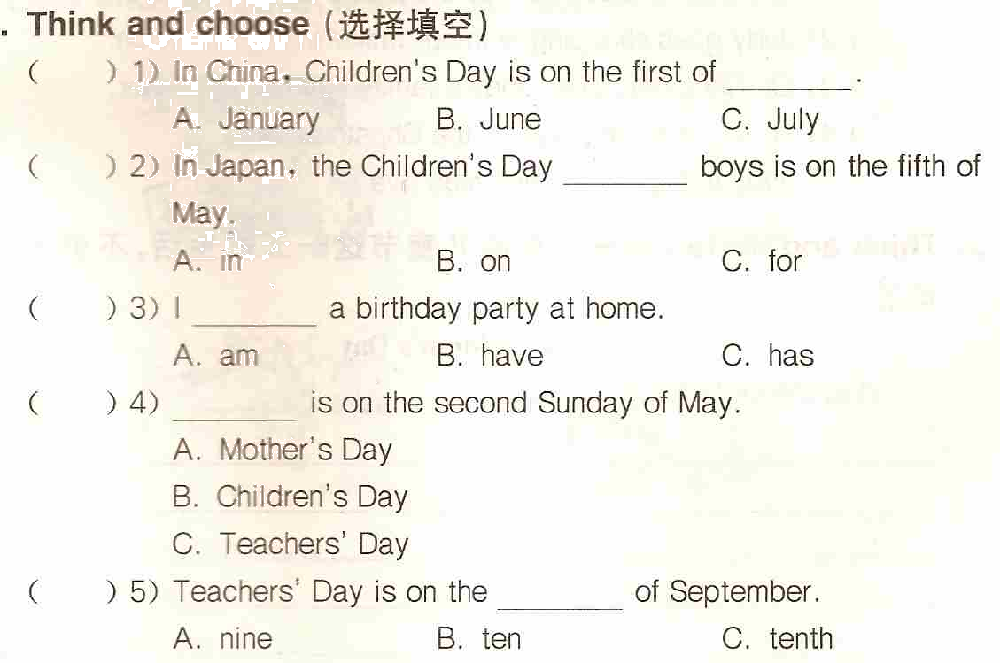 . Think and choose (选择填空)
(      ) 1) In China, Children's Day is on the first of ________.
A. January    B. June    C. July
(      ) 2) In Japan, the Children's Day ________ boys is on the fifth of
May.
A. in    B. on    C. for
(      ) 3) I ________ a birthday party at home.
A. am    B. have    C. has
(      ) 4) ________ is on the second Sunday of May.
A. Mother's Day
B. Children's Day
C. Teachers' Day
(      ) 5) Teachers' Day is on the ________ of September.
A. nine    B. ten    C. tenth